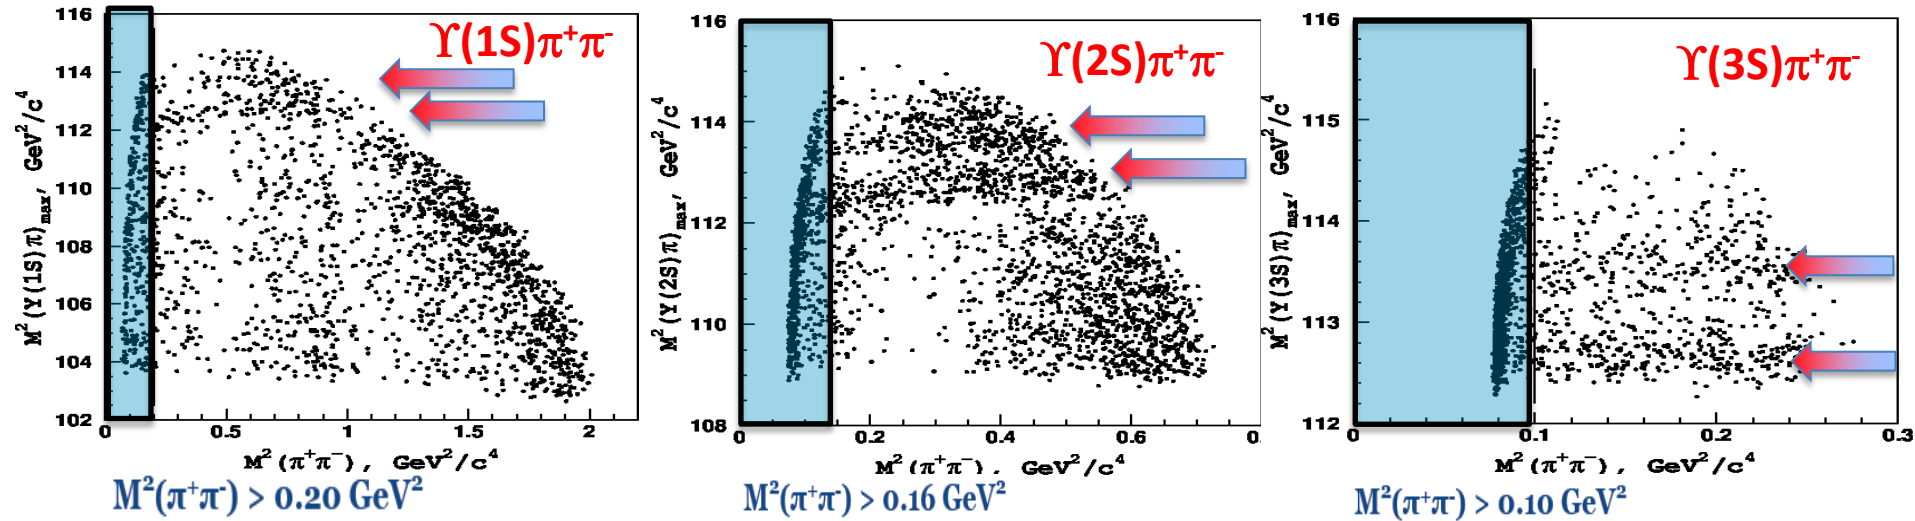 ϒ(1S)π⁺π⁻
M²(Υ(1S)π)max, GeV²/c⁴
116
114
112
110
108
106
104
102
0 0.5 1 1.5 2
M²(π⁺π⁻), GeV²/c⁴
M²(π⁺π⁻) > 0.20 GeV²
ϒ(2S)π⁺π⁻
M²(Υ(2S)π)max, GeV²/c⁴
116
114
112
110
108
0 0.2 0.4 0.6 0.
M²(π⁺π⁻), GeV²/c⁴
M²(π⁺π⁻) > 0.16 GeV²
ϒ(3S)π⁺π⁻
M²(Υ(3S)π)max, GeV²/c⁴
116
115
114
113
112
0 0.1 0.2 0.3
M²(π⁺π⁻), GeV²/c⁴
M²(π⁺π⁻) > 0.10 GeV²